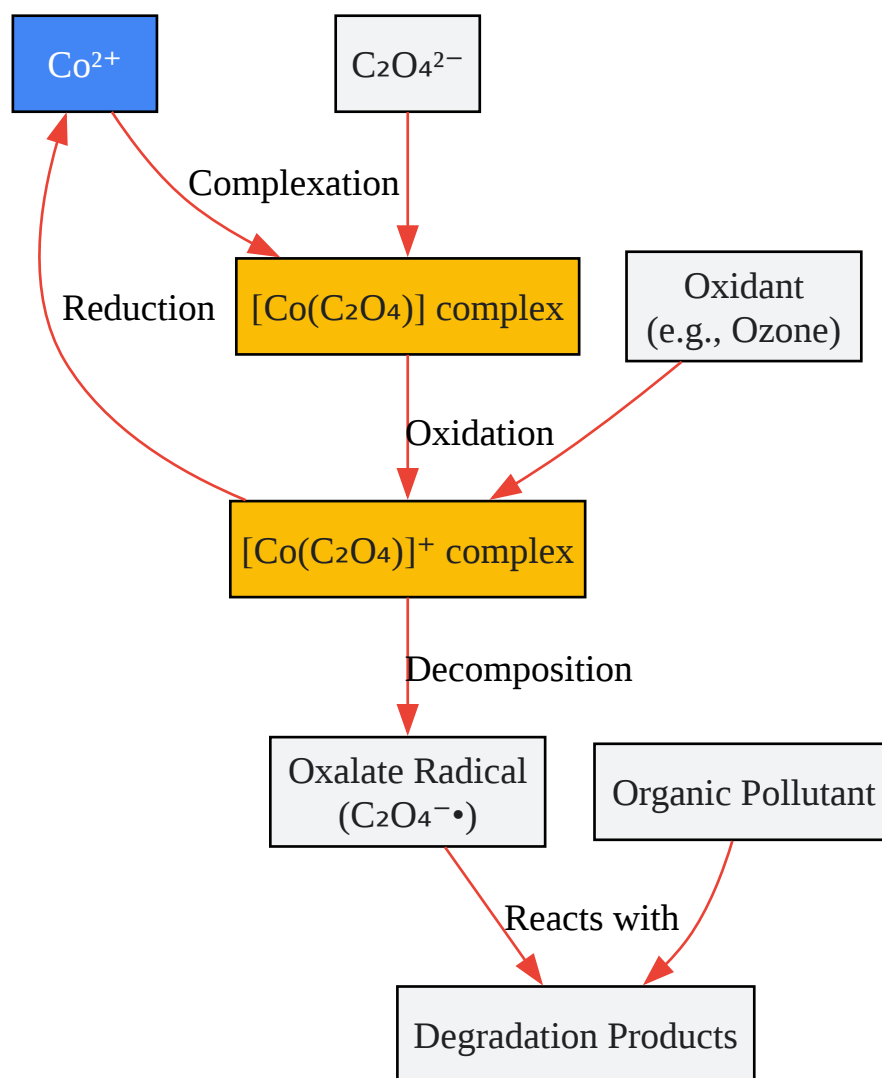 Co²⁺
C₂O₄²⁻
Complexation
[Co(C₂O₄)] complex
Oxidant
(e.g., Ozone)
Reduction
Oxidation
[Co(C₂O₄)]⁺ complex
Decomposition
Oxalate Radical
(C₂O₄⁻•)
Organic Pollutant
Reacts with
Degradation Products